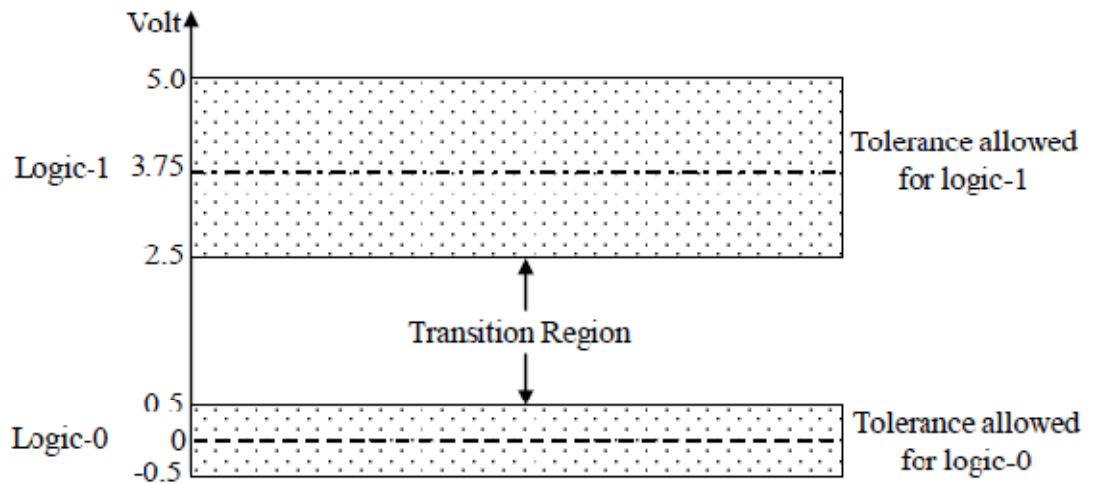 Volt
5.0
Logic-1 3.75
Tolerance allowed
for logic-1
2.5
Transition Region
0.5
Logic-0 0
-0.5
Tolerance allowed
for logic-0